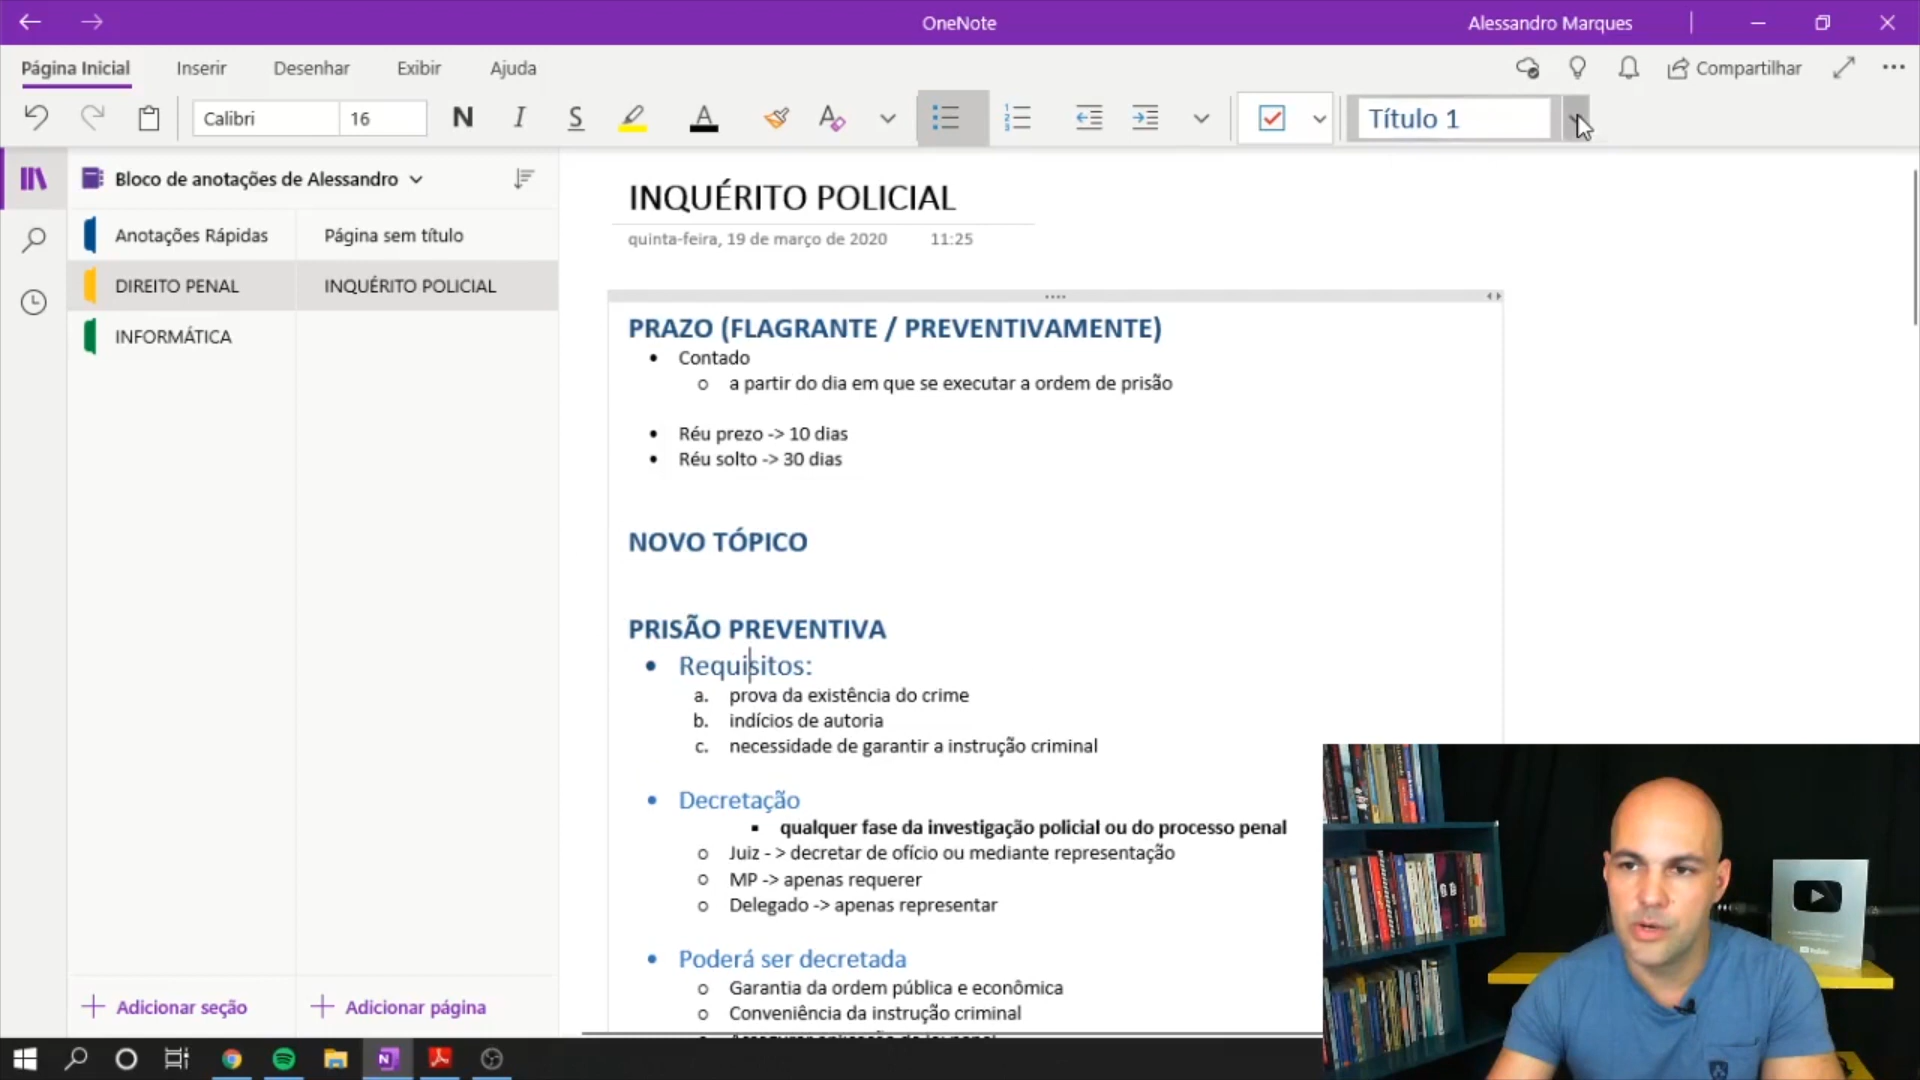 OneNote
Alessandro Marques
Página Inicial
Inserir
Desenhar
Exibir
Ajuda
Compartilhar
Calibri
16
N
I
S
A
A
Título 1
Bloco de anotações de Alessandro
Anotações Rápidas
DIREITO PENAL
INFORMÁTICA
Página sem título
INQUÉRITO POLICIAL
INQUÉRITO POLICIAL
quinta-feira, 19 de março de 2020 11:25
PRAZO (FLAGRANTE / PREVENTIVAMENTE)
• Contado
o a partir do dia em que se executar a ordem de prisão
• Réu prezo -> 10 dias
• Réu solto -> 30 dias
NOVO TÓPICO
PRISÃO PREVENTIVA
• Requisitos:
a. prova da existência do crime
b. indícios de autoria
c. necessidade de garantir a instrução criminal
• Decretação
▪ qualquer fase da investigação policial ou do processo penal
o Juiz - > decretar de ofício ou mediante representação
o MP -> apenas requerer
o Delegado -> apenas representar
• Poderá ser decretada
o Garantia da ordem pública e econômica
o Conveniência da instrução criminal
Adicionar seção
Adicionar página